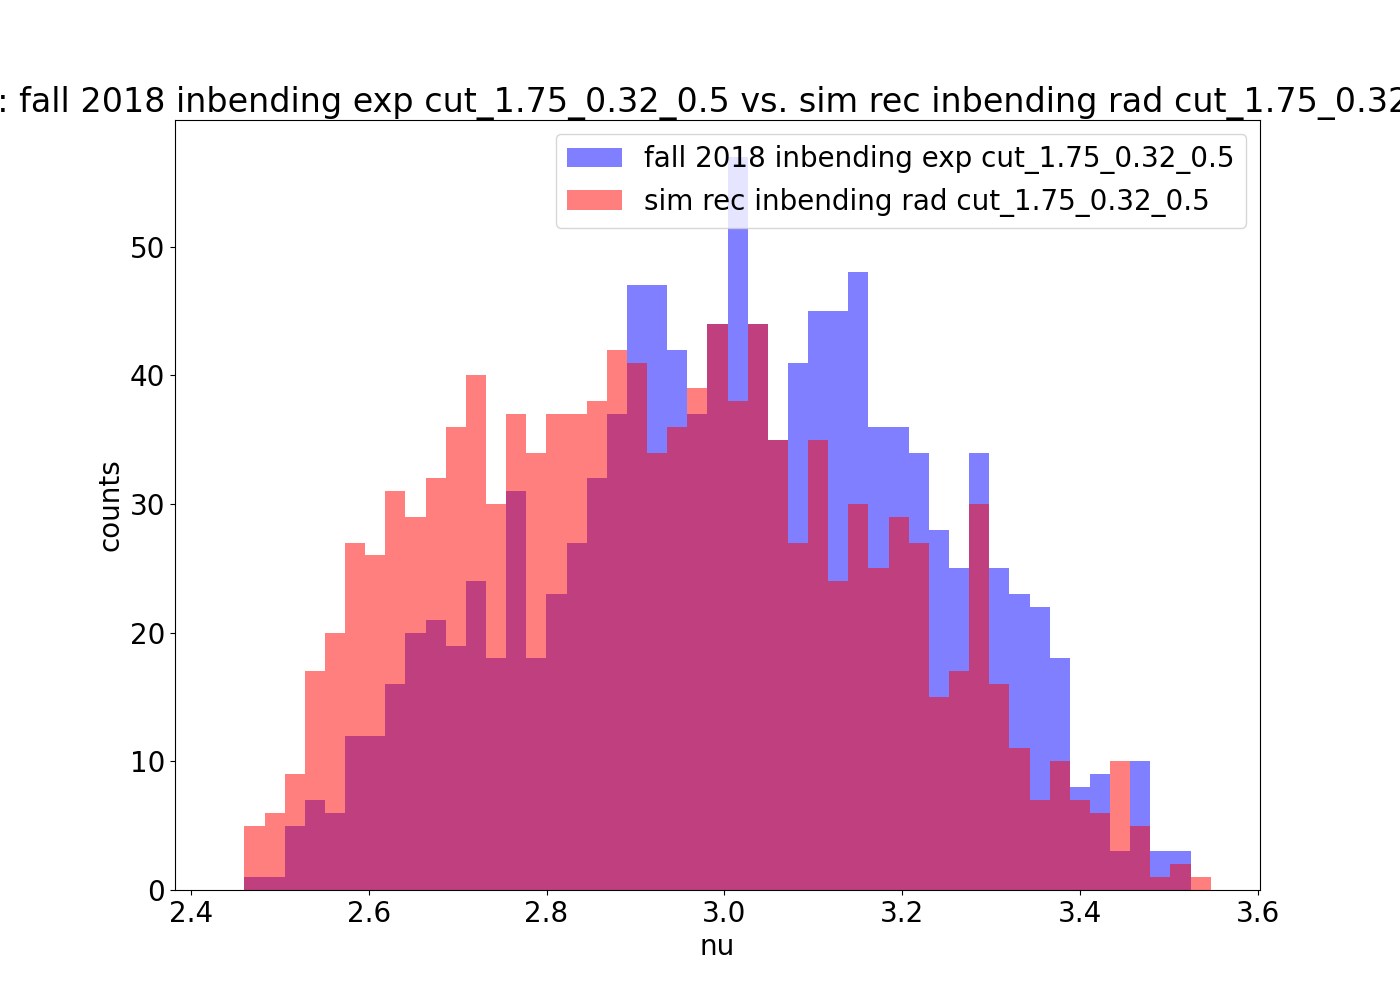 : fall 2018 inbending exp cut_1.75_0.32_0.5 vs. sim rec inbending rad cut_1.75_0.32
fall 2018 inbending exp cut_1.75_0.32_0.5
sim rec inbending rad cut_1.75_0.32_0.5
50
40
30
20
10
0
counts
2.4 2.6 2.8 3.0 3.2 3.4 3.6
nu